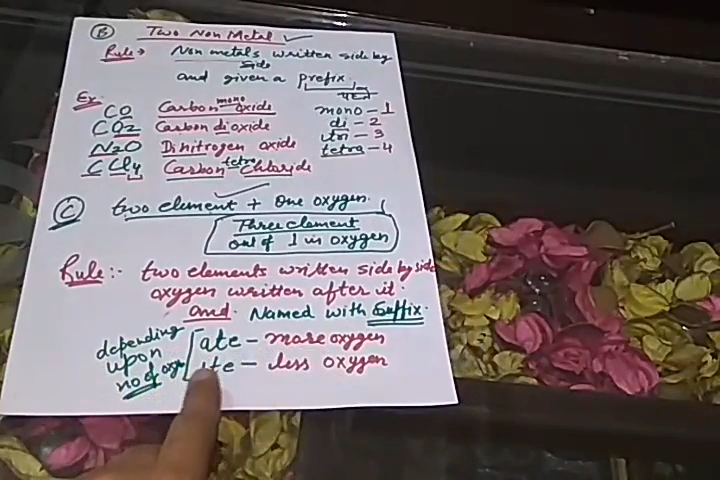 B Two Non Metal
Rule → Non metals written side by
side
and given a prefix.
Ex
CO Carbon mono oxide mono - 1
CO2 Carbon dioxide di - 2
N2O Dinitrogen oxide tri - 3
CCl4 Carbon tetra Chloride tetra - 4
C two element + One oxygen.
Three element
out of 1 in oxygen
Rule:- two elements written side by side
oxygen written after it.
and Named with Suffix.
depending upon no of oxy
ate - more oxygen
ite - less oxygen